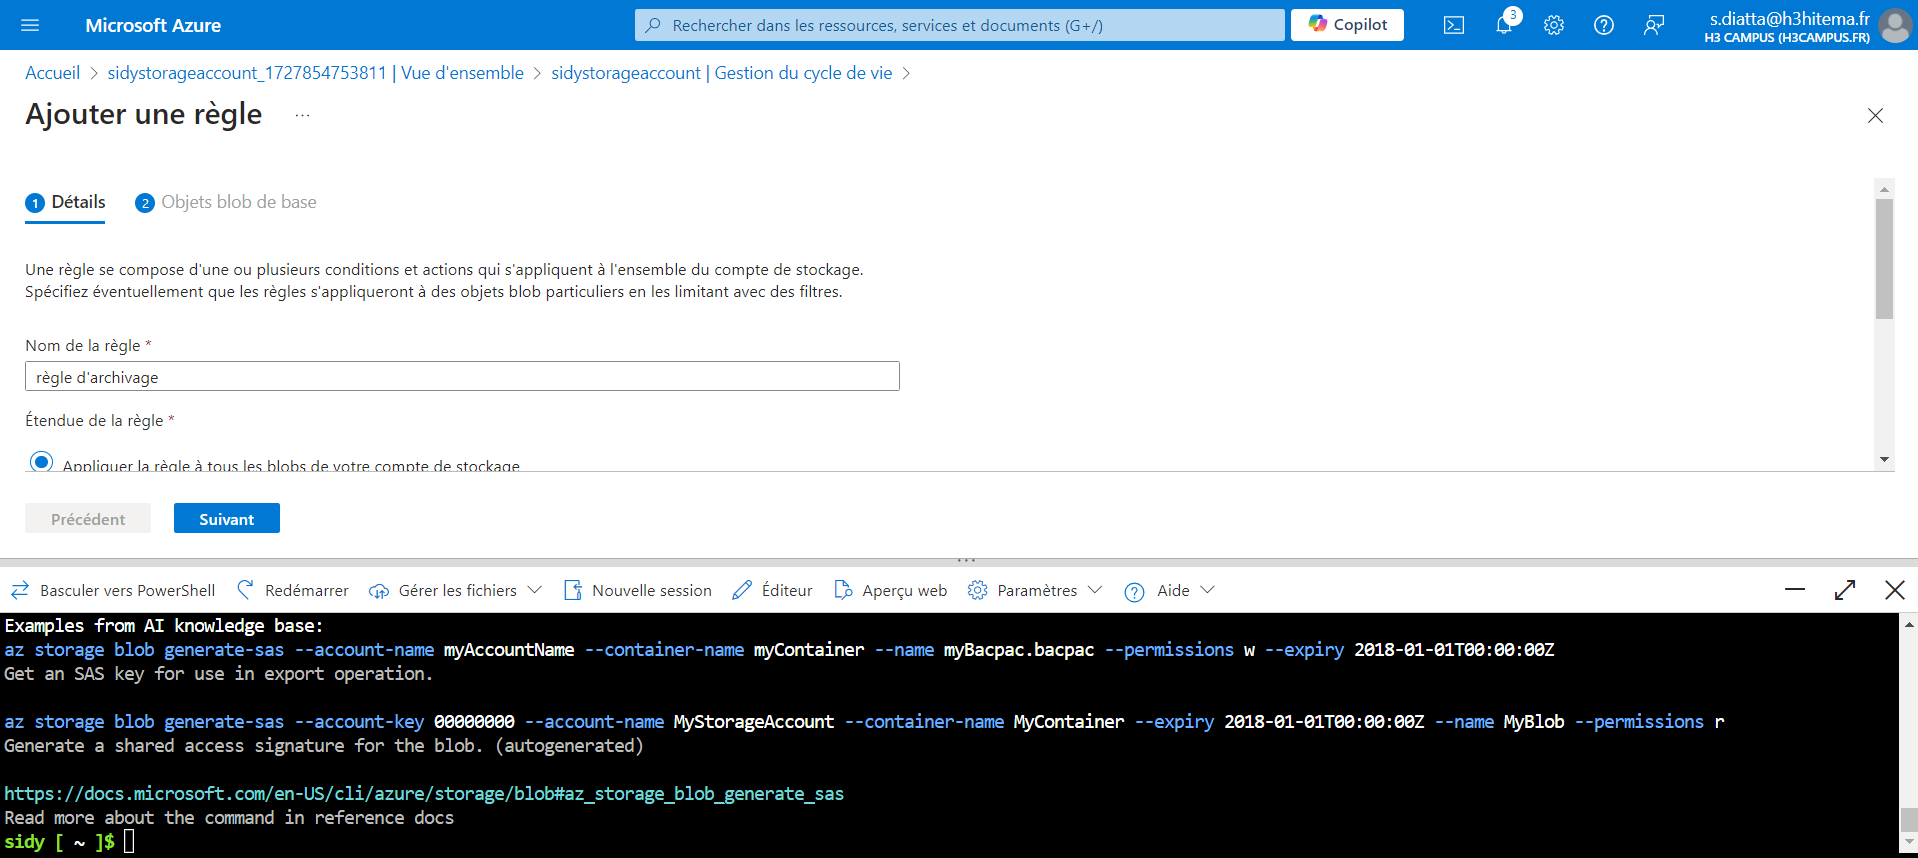 Microsoft Azure
Rechercher dans les ressources, services et documents (G+/)
Copilot
3
s.diatta@h3hitema.fr
H3 CAMPUS (H3CAMPUS.FR)
Accueil > sidystorageaccount_1727854753811 | Vue d'ensemble > sidystorageaccount | Gestion du cycle de vie >
Ajouter une règle ...
1 Détails
2 Objets blob de base
Une règle se compose d'une ou plusieurs conditions et actions qui s'appliquent à l'ensemble du compte de stockage.
Spécifiez éventuellement que les règles s'appliqueront à des objets blob particuliers en les limitant avec des filtres.
Nom de la règle *
règle d'archivage
Étendue de la règle *
Appliquer la règle à tous les blobs de votre compte de stockage
Précédent
Suivant
Basculer vers PowerShell
Redémarrer
Gérer les fichiers
Nouvelle session
Éditeur
Aperçu web
Paramètres
Aide
Examples from AI knowledge base:
az storage blob generate-sas --account-name myAccountName --container-name myContainer --name myBacpac.bacpac --permissions w --expiry 2018-01-01T00:00:00Z
Get an SAS key for use in export operation.
az storage blob generate-sas --account-key 00000000 --account-name MyStorageAccount --container-name MyContainer --expiry 2018-01-01T00:00:00Z --name MyBlob --permissions r
Generate a shared access signature for the blob. (autogenerated)
https://docs.microsoft.com/en-US/cli/azure/storage/blob#az_storage_blob_generate_sas
Read more about the command in reference docs
sidy [ ~ ]$